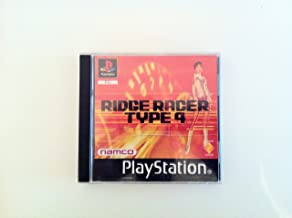 RIDGE RACER
TYPE 4
namco
PlayStation